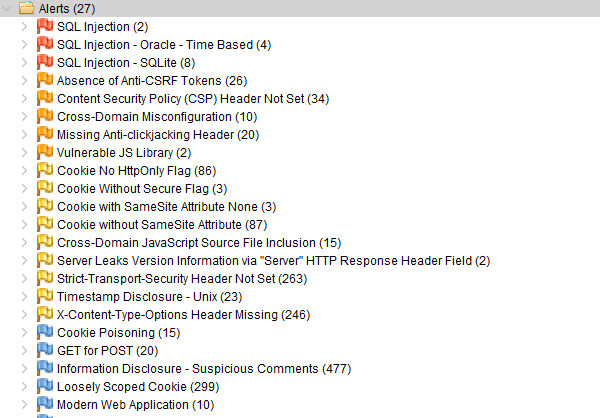 Alerts (27)
SQL Injection (2)
SQL Injection - Oracle - Time Based (4)
SQL Injection - SQLite (8)
Absence of Anti-CSRF Tokens (26)
Content Security Policy (CSP) Header Not Set (34)
Cross-Domain Misconfiguration (10)
Missing Anti-clickjacking Header (20)
Vulnerable JS Library (2)
Cookie No HttpOnly Flag (86)
Cookie Without Secure Flag (3)
Cookie with SameSite Attribute None (3)
Cookie without SameSite Attribute (87)
Cross-Domain JavaScript Source File Inclusion (15)
Server Leaks Version Information via "Server" HTTP Response Header Field (2)
Strict-Transport-Security Header Not Set (263)
Timestamp Disclosure - Unix (23)
X-Content-Type-Options Header Missing (246)
Cookie Poisoning (15)
GET for POST (20)
Information Disclosure - Suspicious Comments (477)
Loosely Scoped Cookie (299)
Modern Web Application (10)